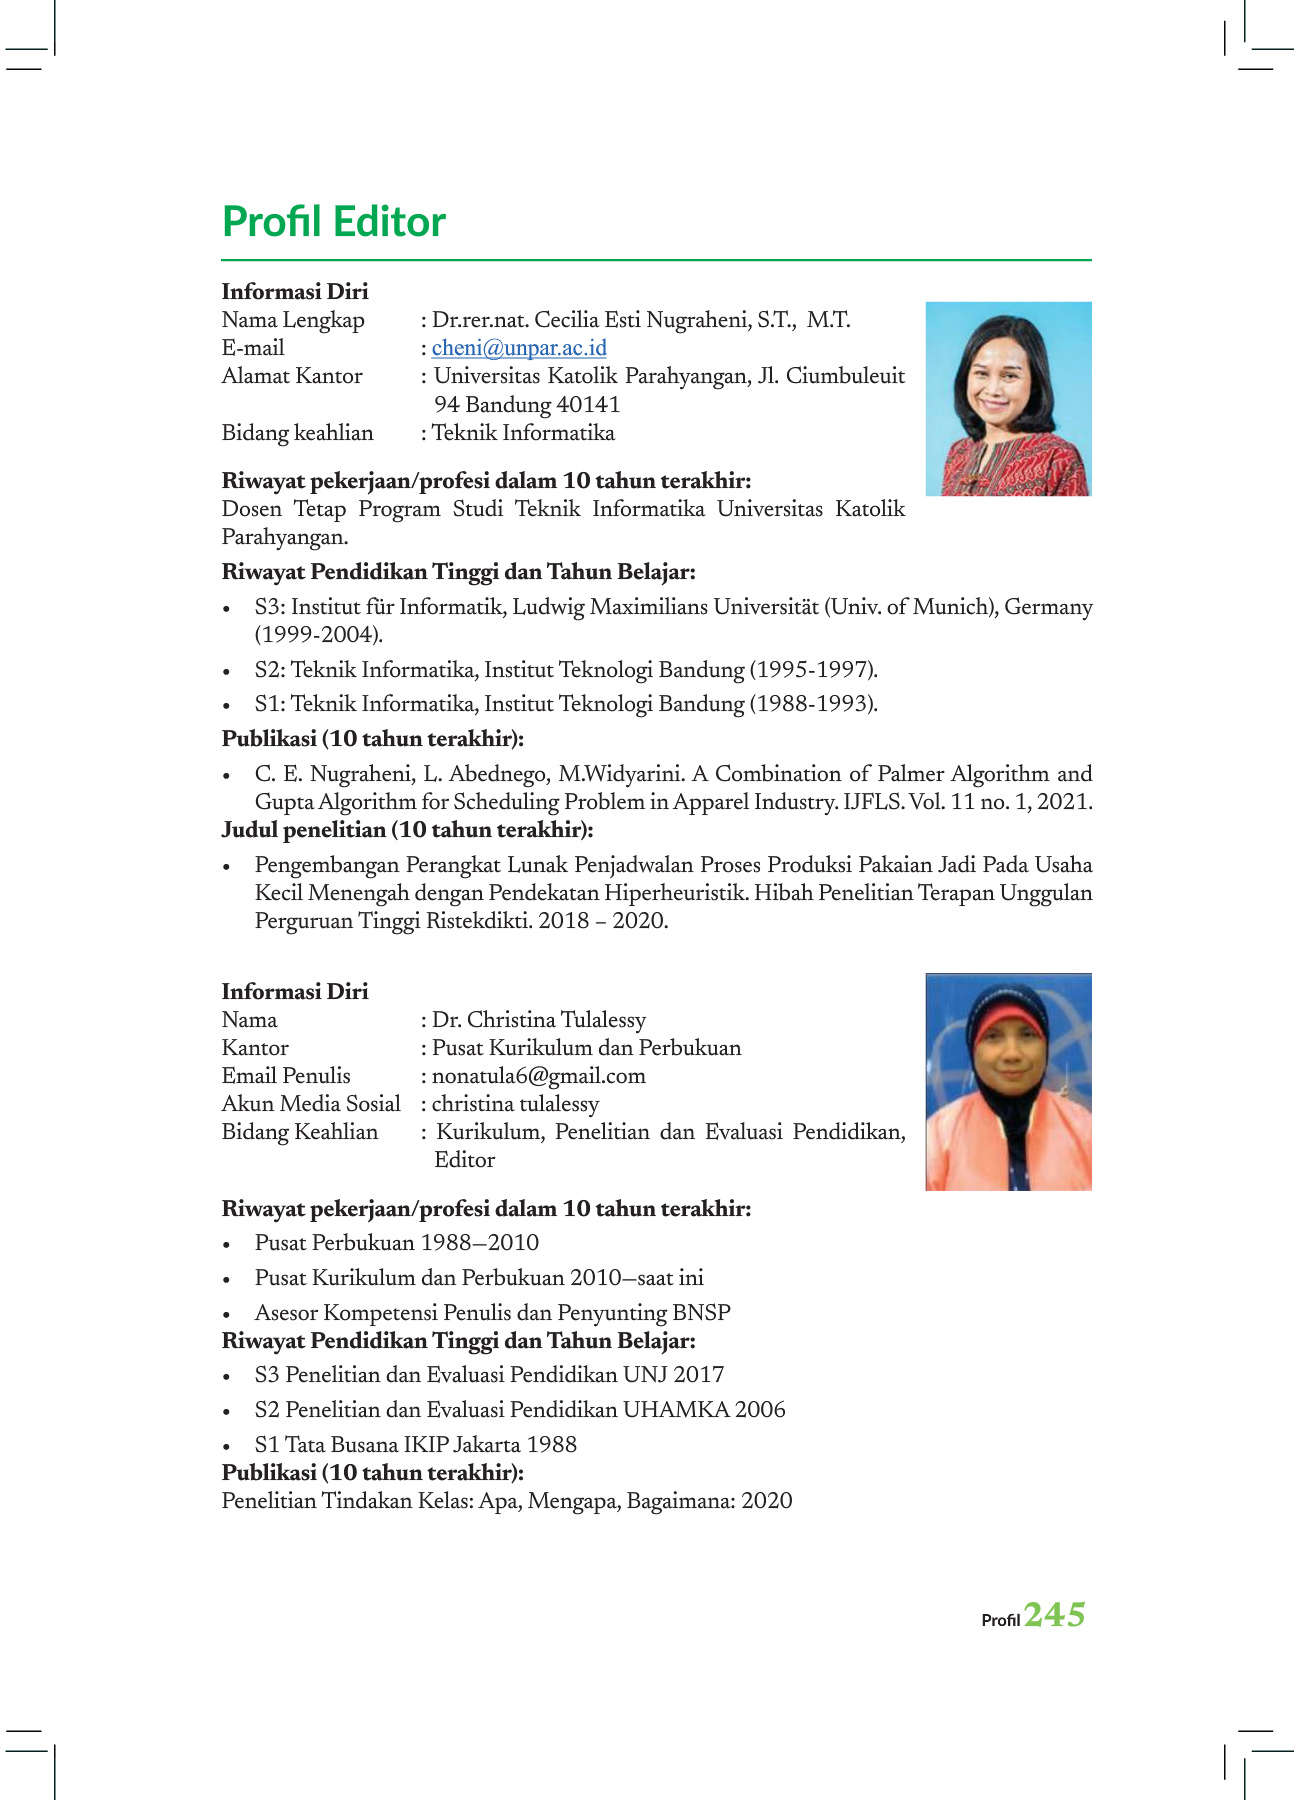 Profil Editor
Informasi Diri
Nama Lengkap : Dr.rer.nat. Cecilia Esti Nugraheni, S.T., M.T.
E-mail : cheni@unpar.ac.id
Alamat Kantor : Universitas Katolik Parahyangan, Jl. Ciumbuleuit
94 Bandung 40141
Bidang keahlian : Teknik Informatika
Riwayat pekerjaan/profesi dalam 10 tahun terakhir:
Dosen Tetap Program Studi Teknik Informatika Universitas Katolik
Parahyangan.
Riwayat Pendidikan Tinggi dan Tahun Belajar:
• S3: Institut für Informatik, Ludwig Maximilians Universität (Univ. of Munich), Germany
(1999-2004).
• S2: Teknik Informatika, Institut Teknologi Bandung (1995-1997).
• S1: Teknik Informatika, Institut Teknologi Bandung (1988-1993).
Publikasi (10 tahun terakhir):
• C. E. Nugraheni, L. Abednego, M.Widyarini. A Combination of Palmer Algorithm and
Gupta Algorithm for Scheduling Problem in Apparel Industry. IJFLS. Vol. 11 no. 1, 2021.
Judul penelitian (10 tahun terakhir):
• Pengembangan Perangkat Lunak Penjadwalan Proses Produksi Pakaian Jadi Pada Usaha
Kecil Menengah dengan Pendekatan Hiperheuristik. Hibah Penelitian Terapan Unggulan
Perguruan Tinggi Ristekdikti. 2018 – 2020.
Informasi Diri
Nama : Dr. Christina Tulalessy
Kantor : Pusat Kurikulum dan Perbukuan
Email Penulis : nonatula6@gmail.com
Akun Media Sosial : christina tulalessy
Bidang Keahlian : Kurikulum, Penelitian dan Evaluasi Pendidikan,
Editor
Riwayat pekerjaan/profesi dalam 10 tahun terakhir:
• Pusat Perbukuan 1988—2010
• Pusat Kurikulum dan Perbukuan 2010—saat ini
• Asesor Kompetensi Penulis dan Penyunting BNSP
Riwayat Pendidikan Tinggi dan Tahun Belajar:
• S3 Penelitian dan Evaluasi Pendidikan UNJ 2017
• S2 Penelitian dan Evaluasi Pendidikan UHAMKA 2006
• S1 Tata Busana IKIP Jakarta 1988
Publikasi (10 tahun terakhir):
Penelitian Tindakan Kelas: Apa, Mengapa, Bagaimana: 2020
Profil 245